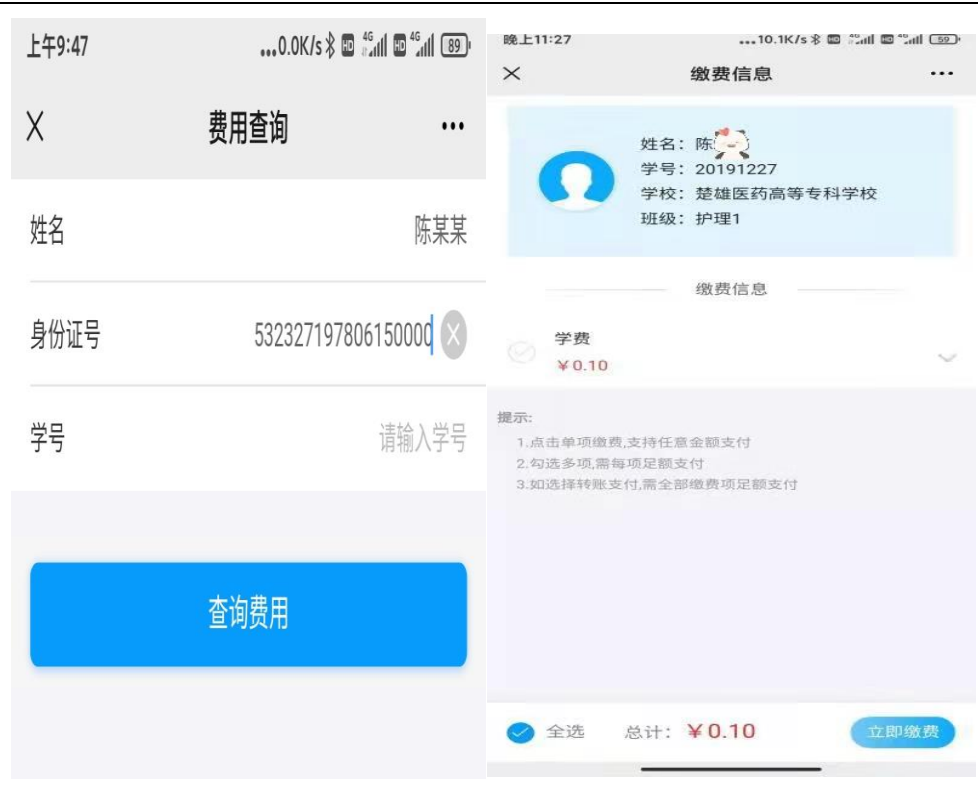 上午9:47
...0.0K/s HD 4G HD 4G 89
费用查询
姓名 陈某某
身份证号 532327197806150000
学号 请输入学号
查询费用
晚上11:27
...10.1K/s HD HD 59
缴费信息
姓名：陈
学号：20191227
学校：楚雄医药高等专科学校
班级：护理1
缴费信息
学费
￥0.10
提示:
1.点击单项缴费,支持任意金额支付
2.勾选多项,需每项足额支付
3.如选择转账支付,需全部缴费项足额支付
全选 总计：￥0.10 立即缴费